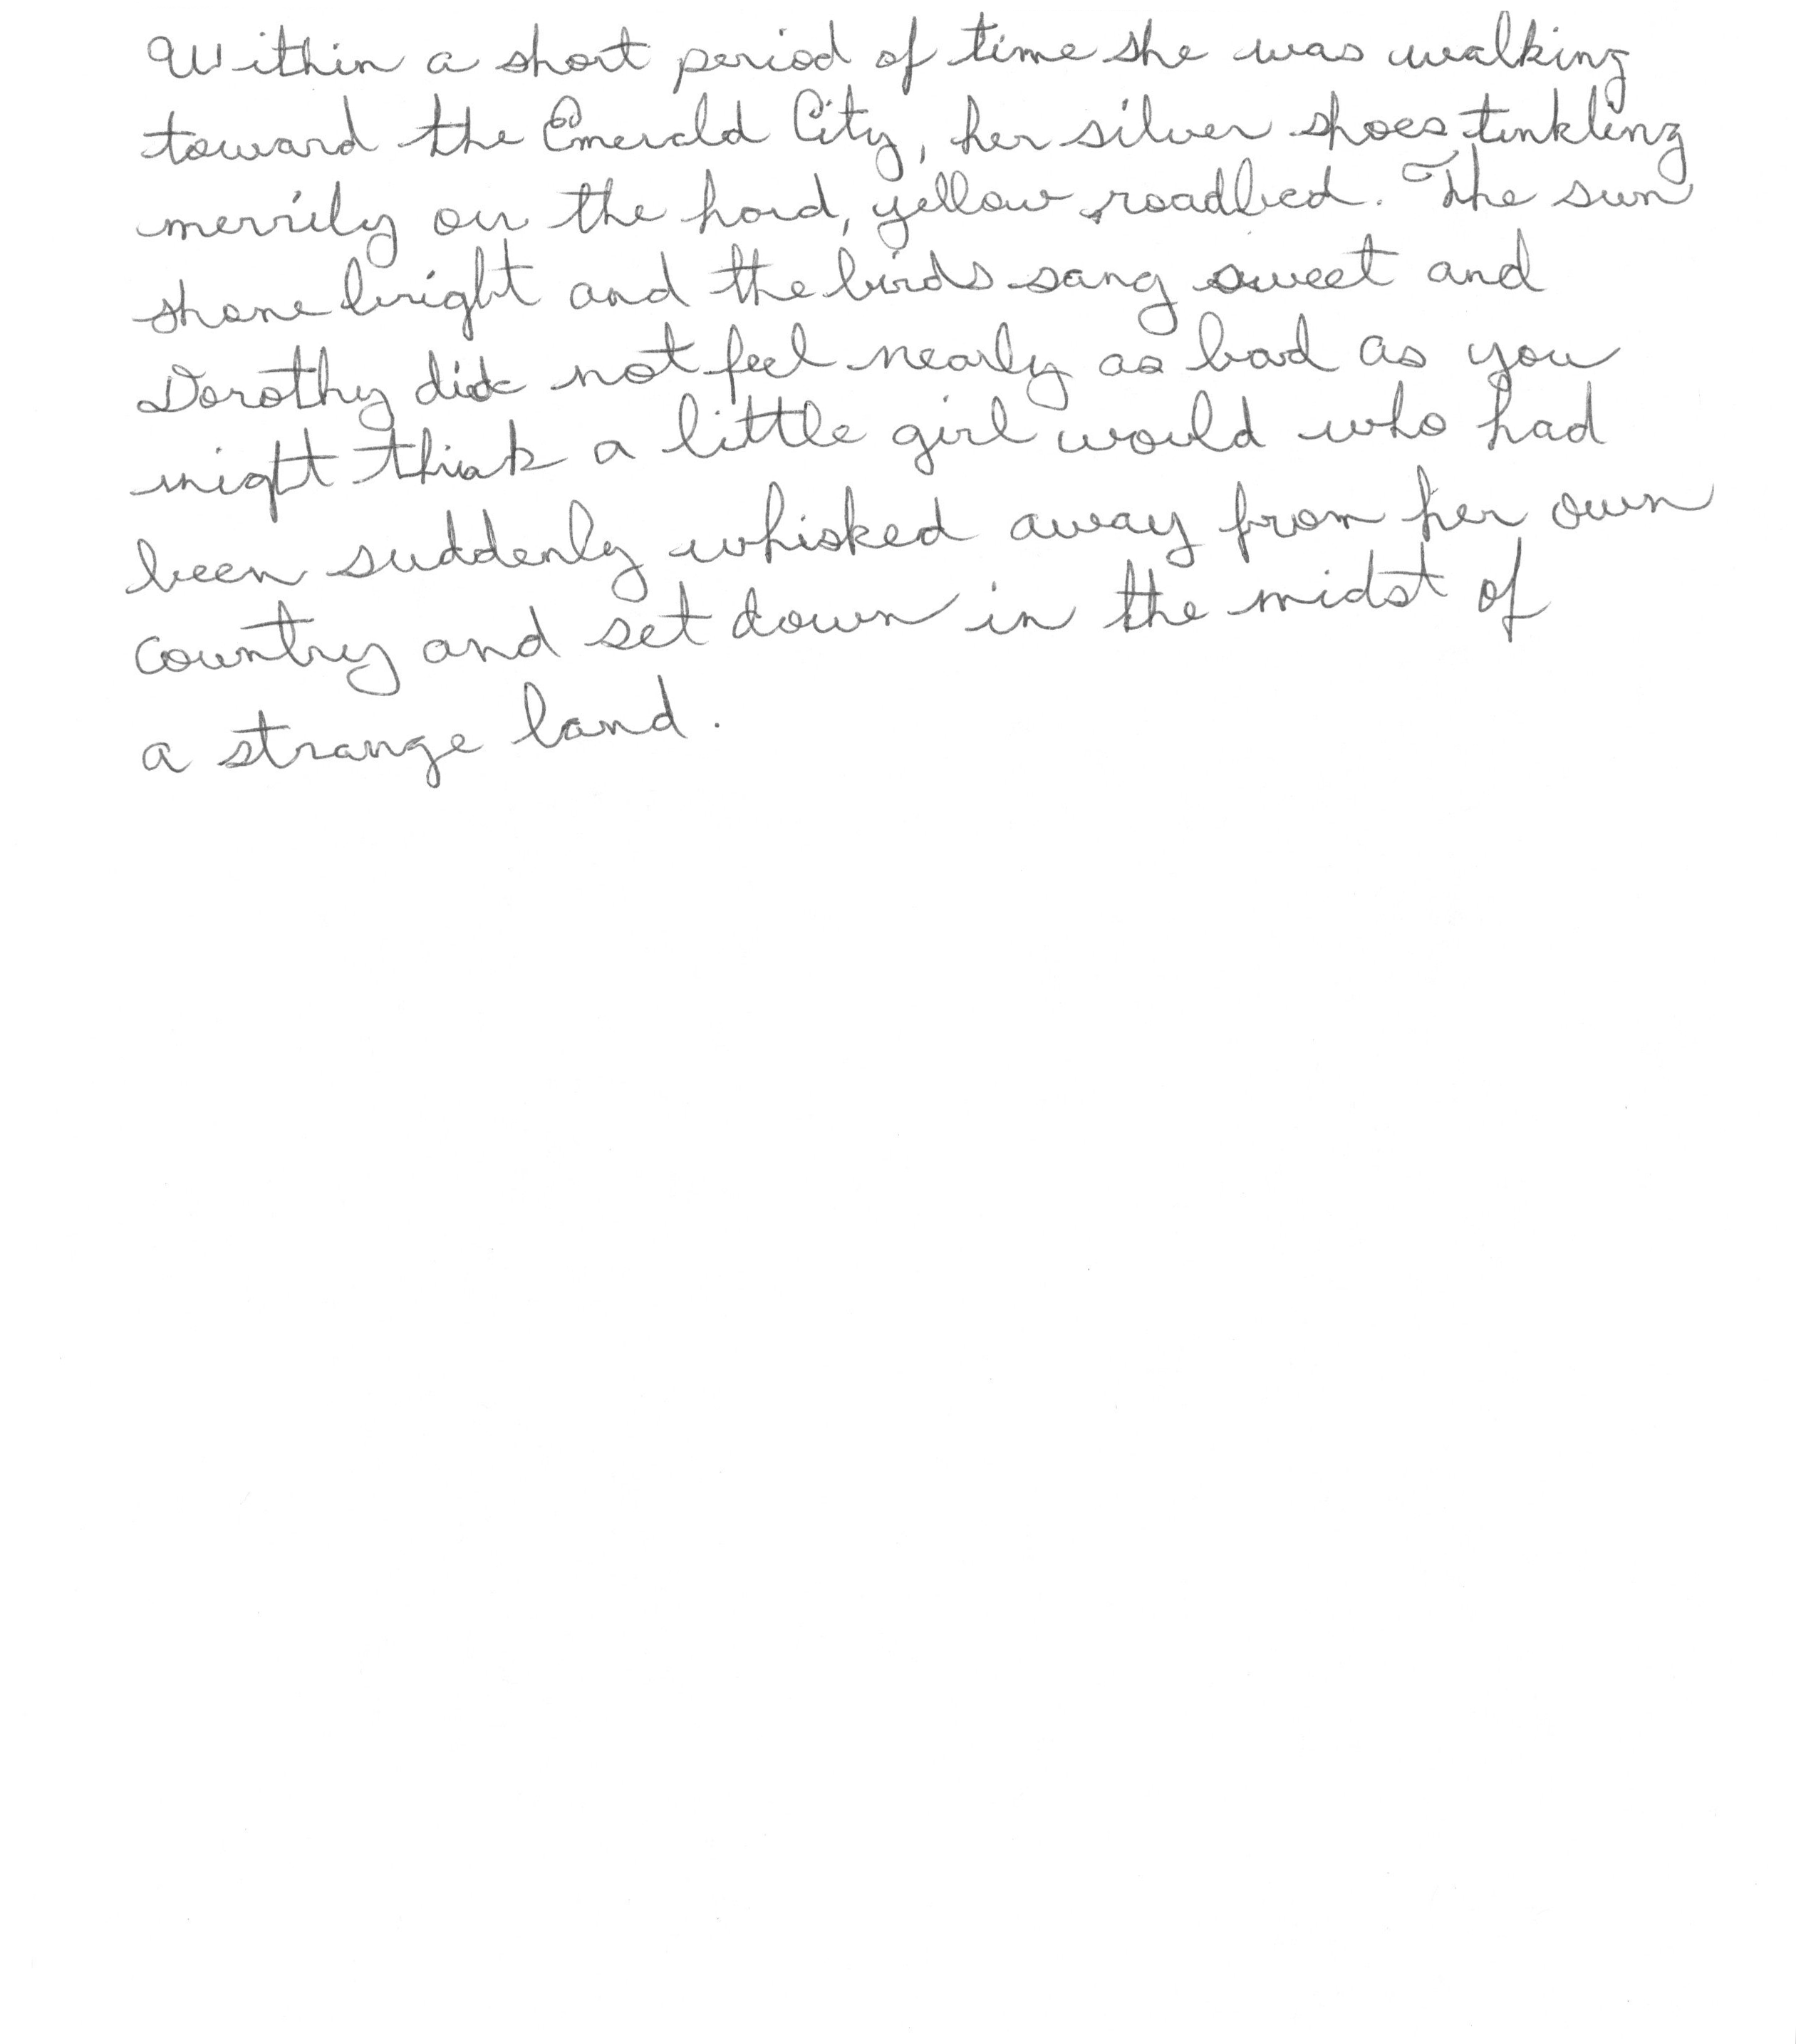 Within a short period of time she was walking
toward the Emerald City, her silver shoes tinkling
merrily on the hard, yellow roadbed. The sun
shone bright and the birds sang sweet and
Dorothy did not feel nearly as bad as you
might think a little girl would who had
been suddenly whisked away from her own
country and set down in the midst of
a strange land.